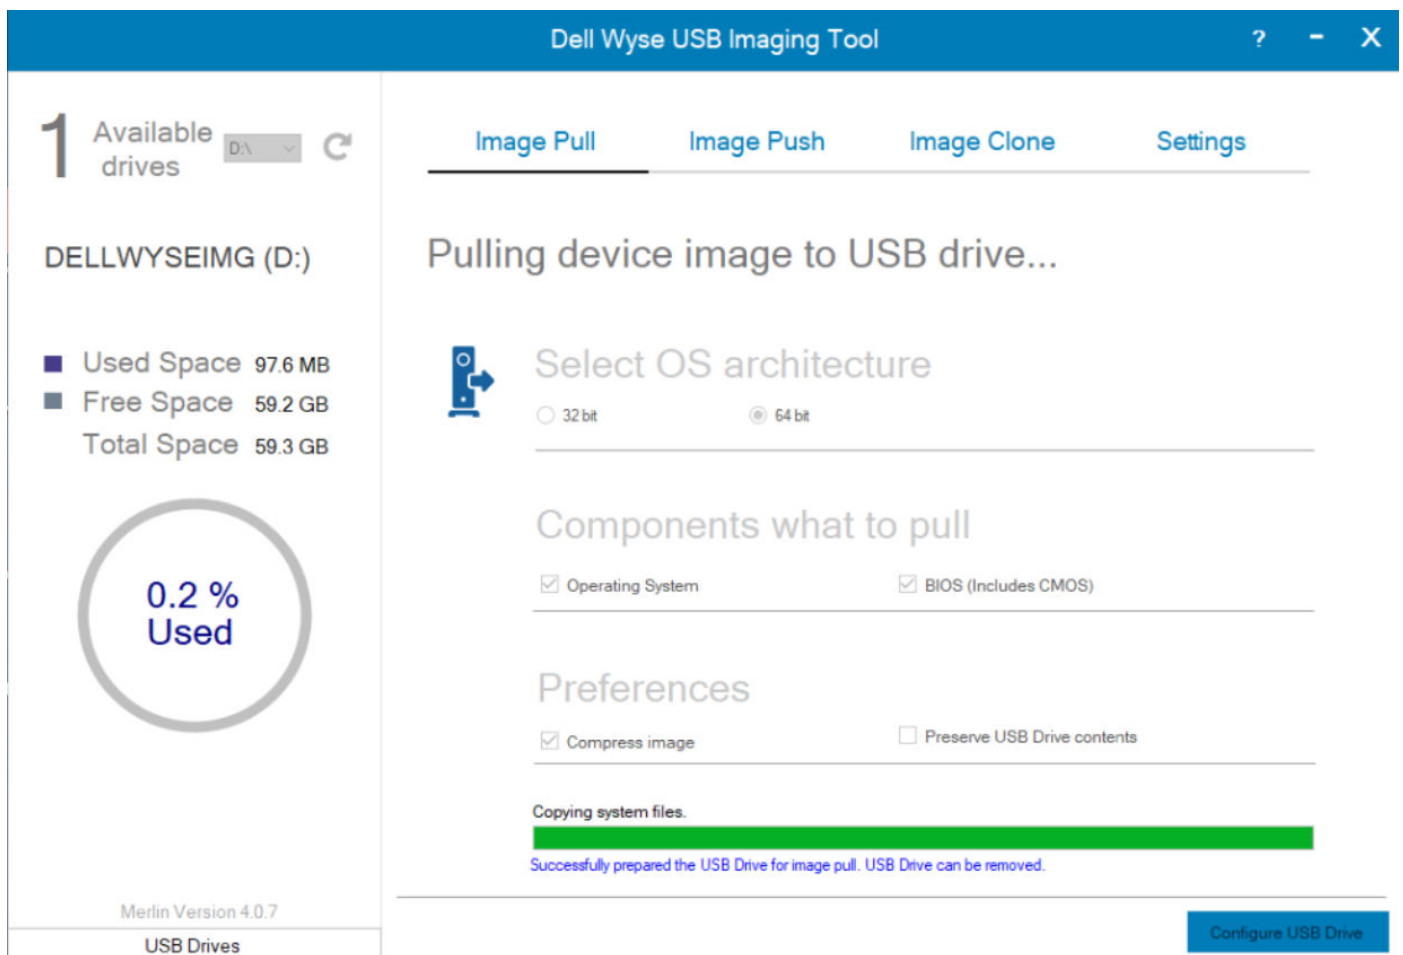 Dell Wyse USB Imaging Tool
? - X
1 Available drives D:\
DELLWYSEIMG (D:)
Used Space 97.6 MB
Free Space 59.2 GB
Total Space 59.3 GB
0.2 %
Used
Merlin Version 4.0.7
USB Drives
Image Pull Image Push Image Clone Settings
Pulling device image to USB drive...
Select OS architecture
32 bit 64 bit
Components what to pull
Operating System BIOS (Includes CMOS)
Preferences
Compress image Preserve USB Drive contents
Copying system files.
Successfully prepared the USB Drive for image pull. USB Drive can be removed.
Configure USB Drive